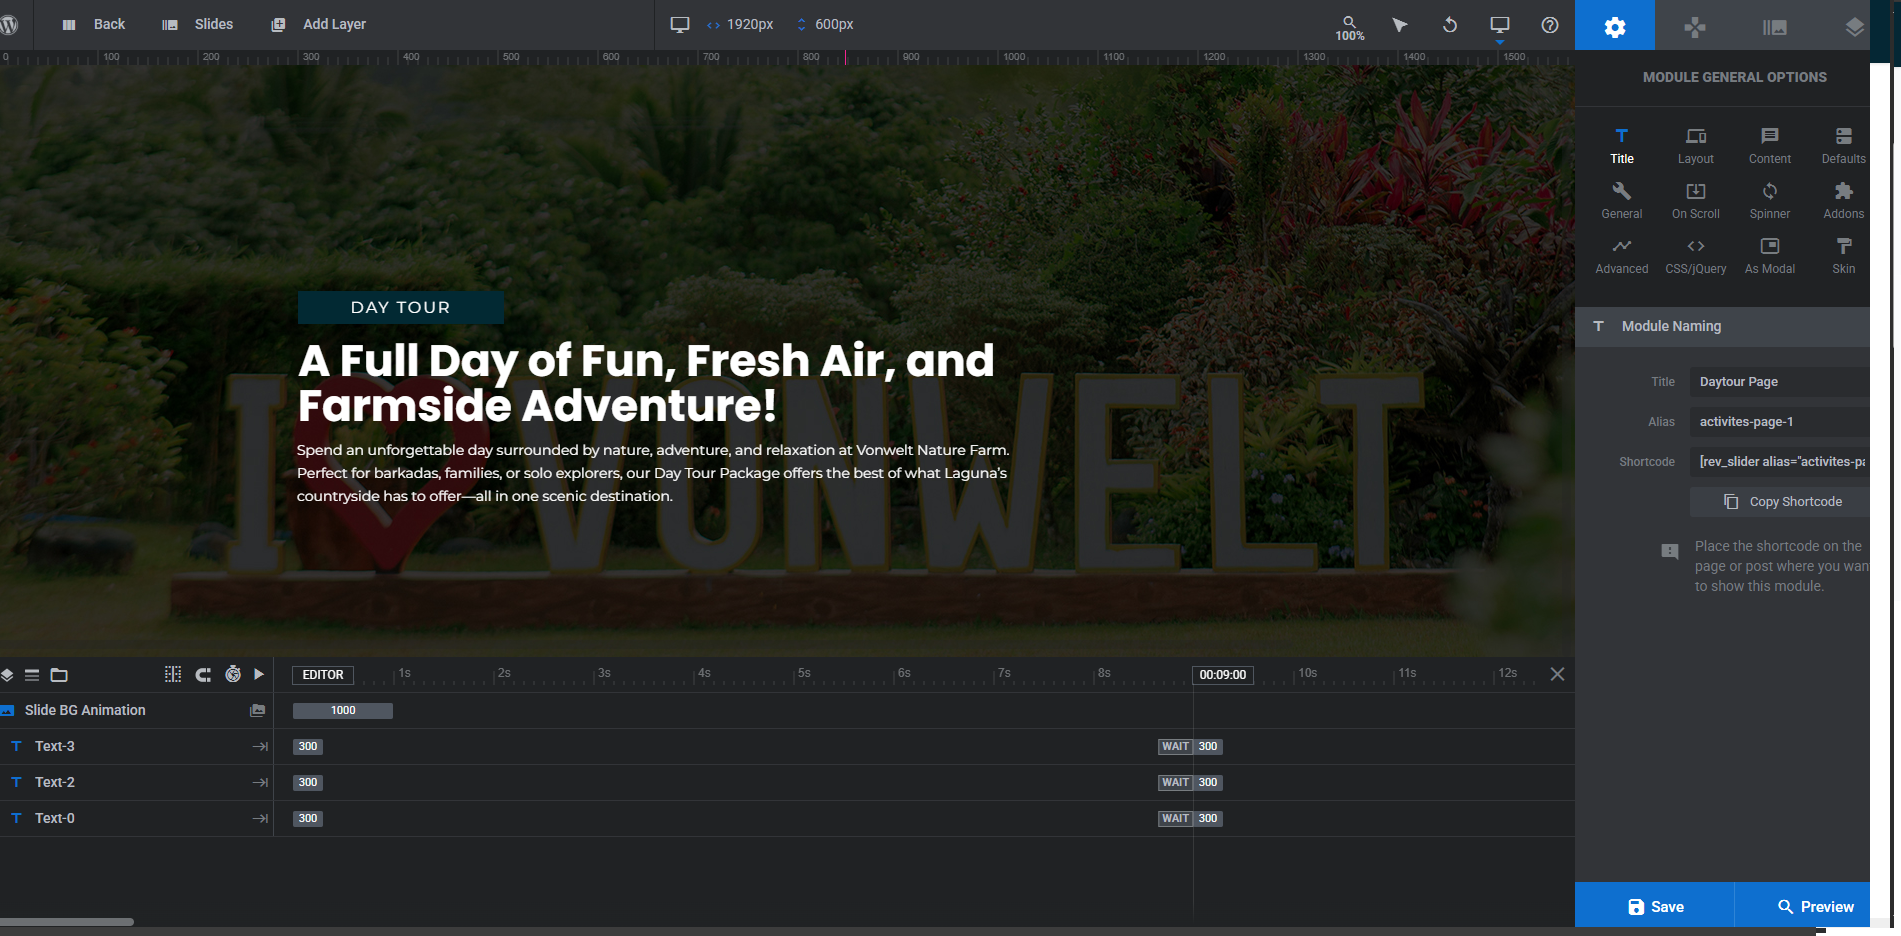 Back
Slides
Add Layer
1920px
600px
100%
0 100 200 300 400 500 600 700 800 900 1000 1100 1200 1300 1400 1500
MODULE GENERAL OPTIONS
Title Layout Content Defaults
General On Scroll Spinner Addons
Advanced CSS/jQuery As Modal Skin
Module Naming
Title Daytour Page
Alias activites-page-1
Shortcode [rev_slider alias="activites-pa
Copy Shortcode
Place the shortcode on the
page or post where you wan
to show this module.
I VONWELT
DAY TOUR
A Full Day of Fun, Fresh Air, and
Farmside Adventure!
Spend an unforgettable day surrounded by nature, adventure, and relaxation at Vonwelt Nature Farm.
Perfect for barkadas, families, or solo explorers, our Day Tour Package offers the best of what Laguna's
countryside has to offer—all in one scenic destination.
EDITOR 1s 2s 3s 4s 5s 6s 7s 8s 00:09:00 10s 11s 12s
Slide BG Animation 1000
Text-3 300 WAIT 300
Text-2 300 WAIT 300
Text-0 300 WAIT 300
Save
Preview